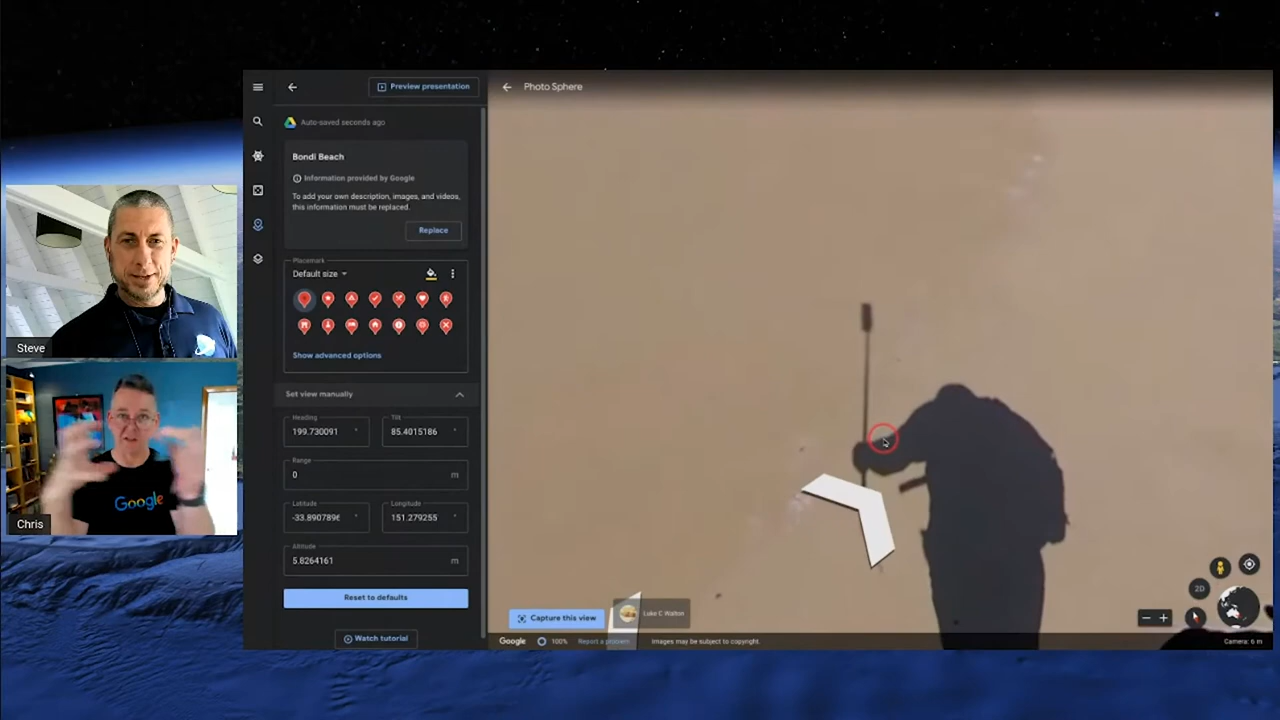 Preview presentation
Photo Sphere
Auto-saved seconds ago
Bondi Beach
Information provided by Google
To add your own description, images, and videos,
this information must be replaced.
Replace
Placemark
Default size
Show advanced options
Set view manually
Heading
Tilt
199.730091 °
85.4015186 °
Range
0 m
Latitude
Longitude
-33.8907896 °
151.279255 °
Altitude
5.8264161 m
Reset to defaults
Watch tutorial
Steve
Google
Chris
Capture this view
Luke C Walton
2D
Google 100% Report a problem Images may be subject to copyright. Camera: 6 m